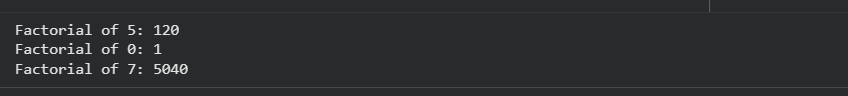 Factorial of 5: 120
Factorial of 0: 1
Factorial of 7: 5040